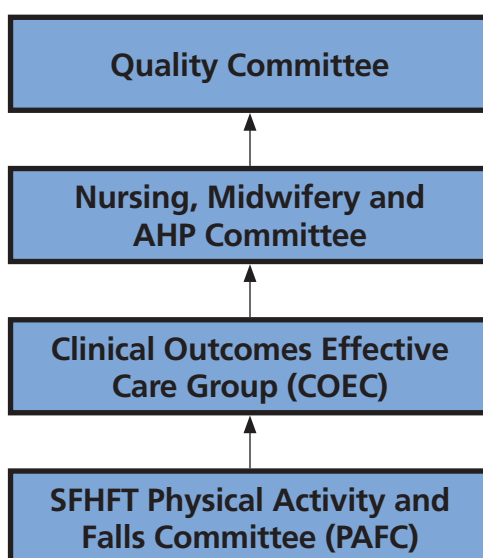 Quality Committee
Nursing, Midwifery and
AHP Committee
Clinical Outcomes Effective
Care Group (COEC)
SFHFT Physical Activity and
Falls Committee (PAFC)